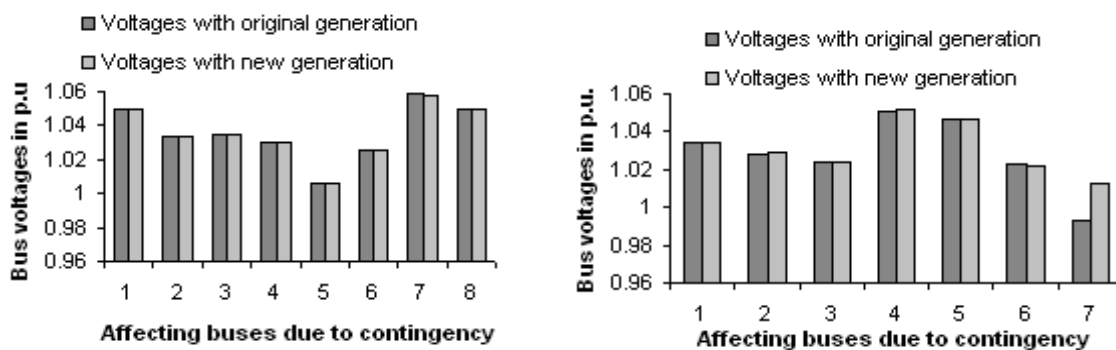 Voltages with original generation
Voltages with new generation
Bus voltages in p.u
1.06
1.04
1.02
1
0.98
0.96
1 2 3 4 5 6 7 8
Affecting buses due to contingency
Voltages with original generation
Voltages with new generation
Bus voltages in p.u.
1.06
1.04
1.02
1
0.98
0.96
1 2 3 4 5 6 7
Affecting buses due to contingency